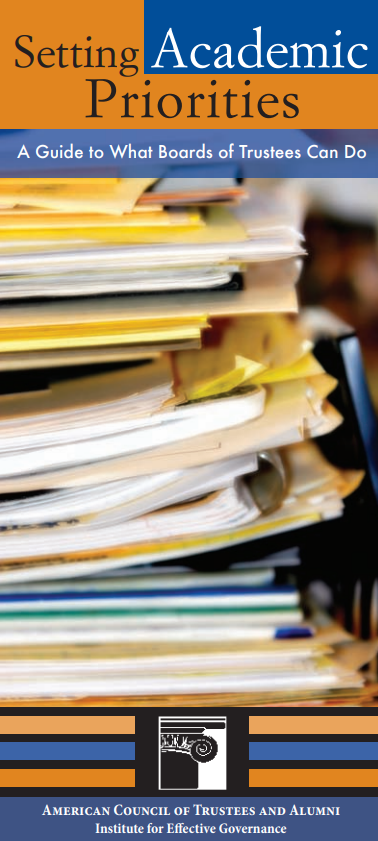 Setting Academic
Priorities
A Guide to What Boards of Trustees Can Do
American Council of Trustees and Alumni
Institute for Effective Governance